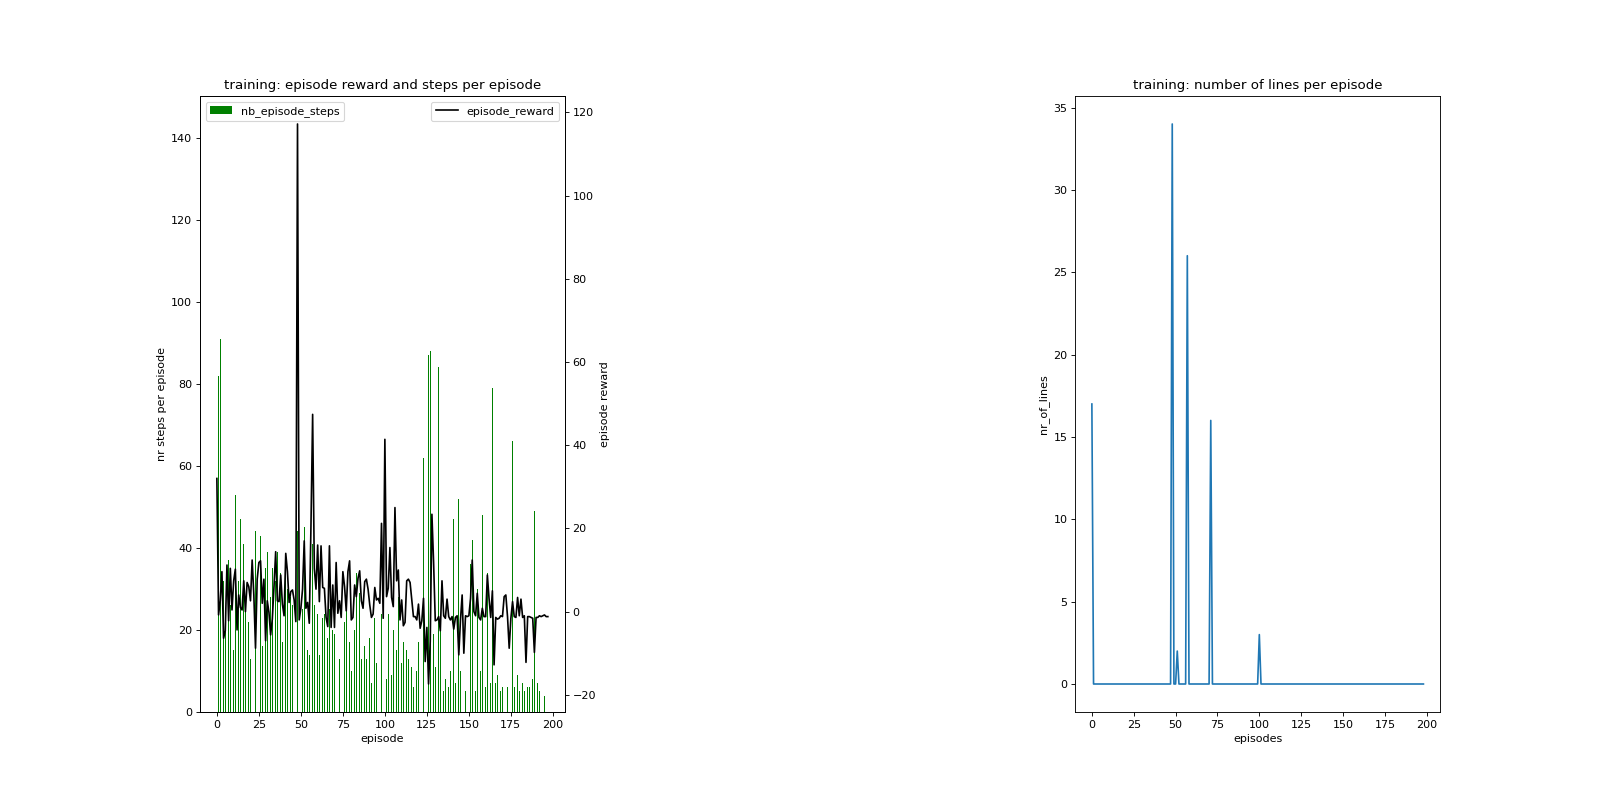 training: episode reward and steps per episode
nb_episode_steps
episode_reward
140
120
100
80
60
40
20
0
nr steps per episode
120
100
80
60
40
20
0
−20
episode reward
0 25 50 75 100 125 150 175 200
episode
training: number of lines per episode
35
30
25
20
15
10
5
0
nr_of_lines
0 25 50 75 100 125 150 175 200
episodes